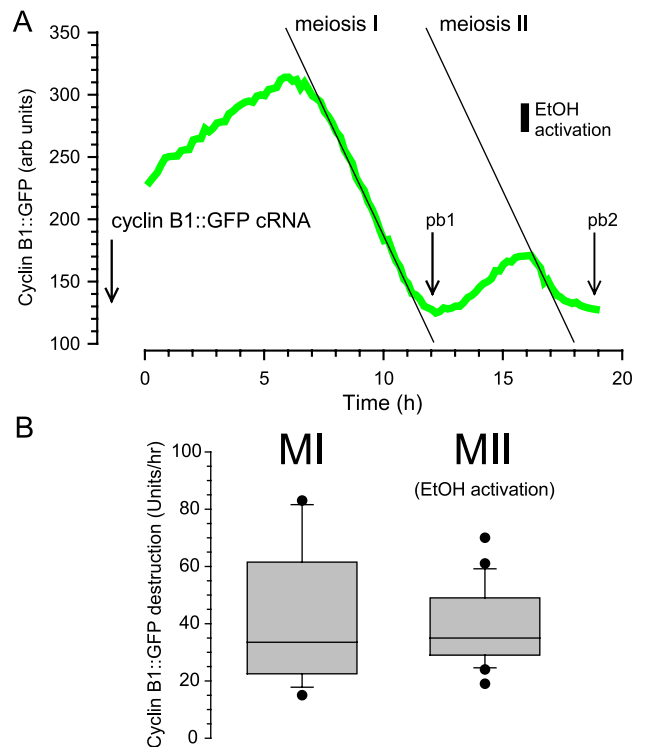 A
meiosis I
meiosis II
350
300
250
200
150
100
Cyclin B1::GFP (arb units)
EtOH
activation
cyclin B1::GFP cRNA
pb1
pb2
0
5
10
15
20
Time (h)
B
MI
MII
(EtOH activation)
100
80
60
40
20
0
Cyclin B1::GFP destruction (Units/hr)